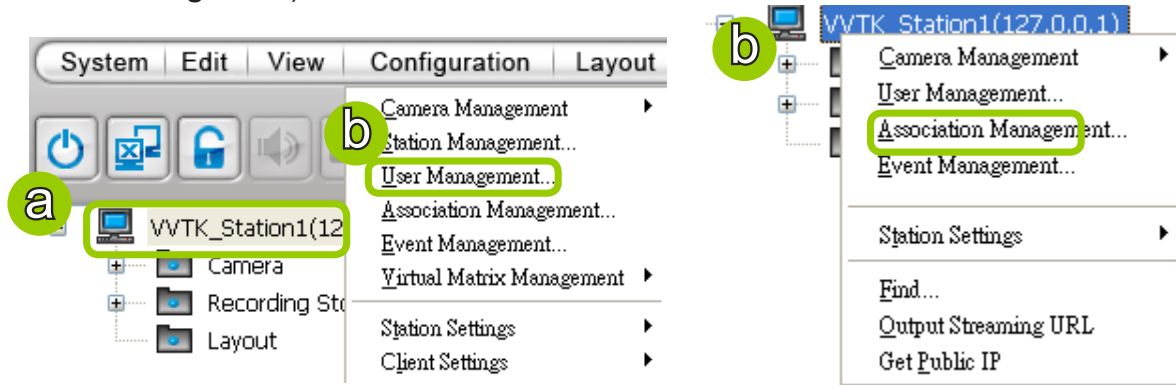 System Edit View Configuration Layout
Camera Management
b
Station Management...
User Management...
a
VVTK_Station1(12
Association Management...
Event Management...
Camera
Virtual Matrix Management
Recording Sto
Layout
Station Settings
Client Settings
VVTK_Station1(127.0.0.1)
b
Camera Management
User Management...
Association Management...
Event Management...
Station Settings
Find...
Output Streaming URL
Get Public IP